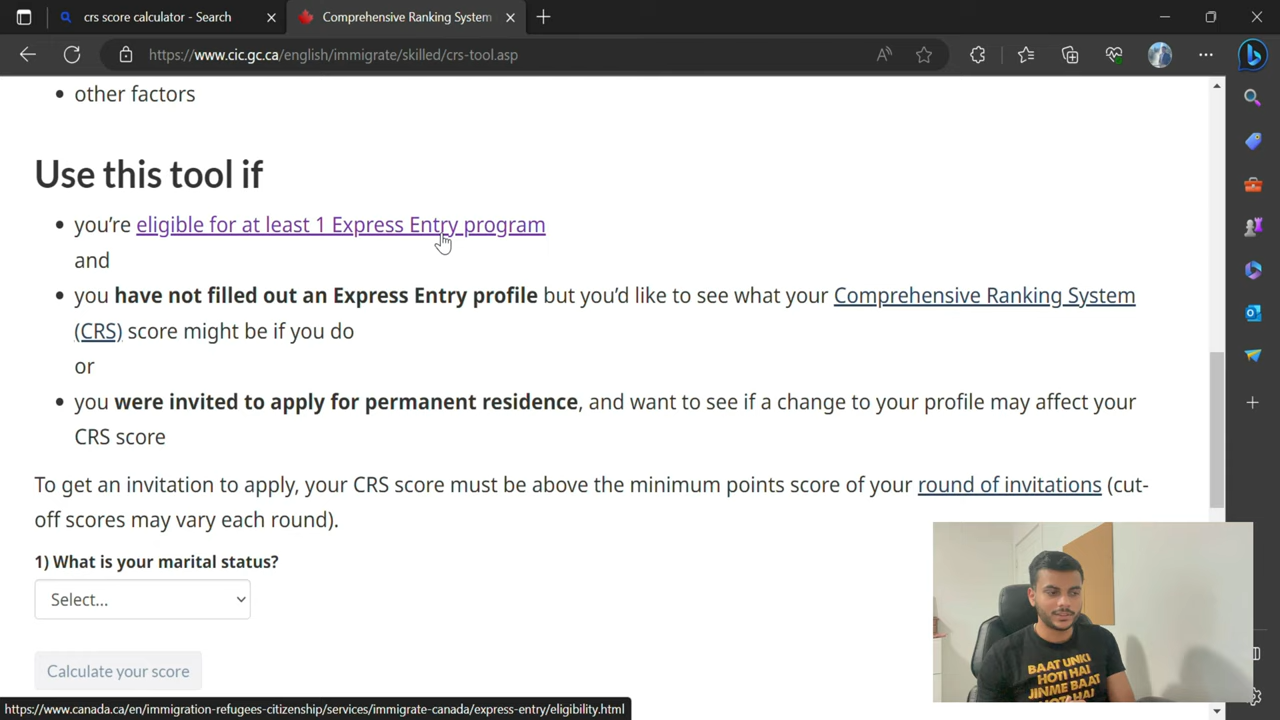 crs score calculator - Search
Comprehensive Ranking System
https://www.cic.gc.ca/english/immigrate/skilled/crs-tool.asp
• other factors
Use this tool if
• you’re eligible for at least 1 Express Entry program
and
• you have not filled out an Express Entry profile but you’d like to see what your Comprehensive Ranking System
(CRS) score might be if you do
or
• you were invited to apply for permanent residence, and want to see if a change to your profile may affect your
CRS score
To get an invitation to apply, your CRS score must be above the minimum points score of your round of invitations (cut-
off scores may vary each round).
1) What is your marital status?
Select...
Calculate your score
BAAT UNKI
HOTI HAI
JINME BAAT
https://www.canada.ca/en/immigration-refugees-citizenship/services/immigrate-canada/express-entry/eligibility.html